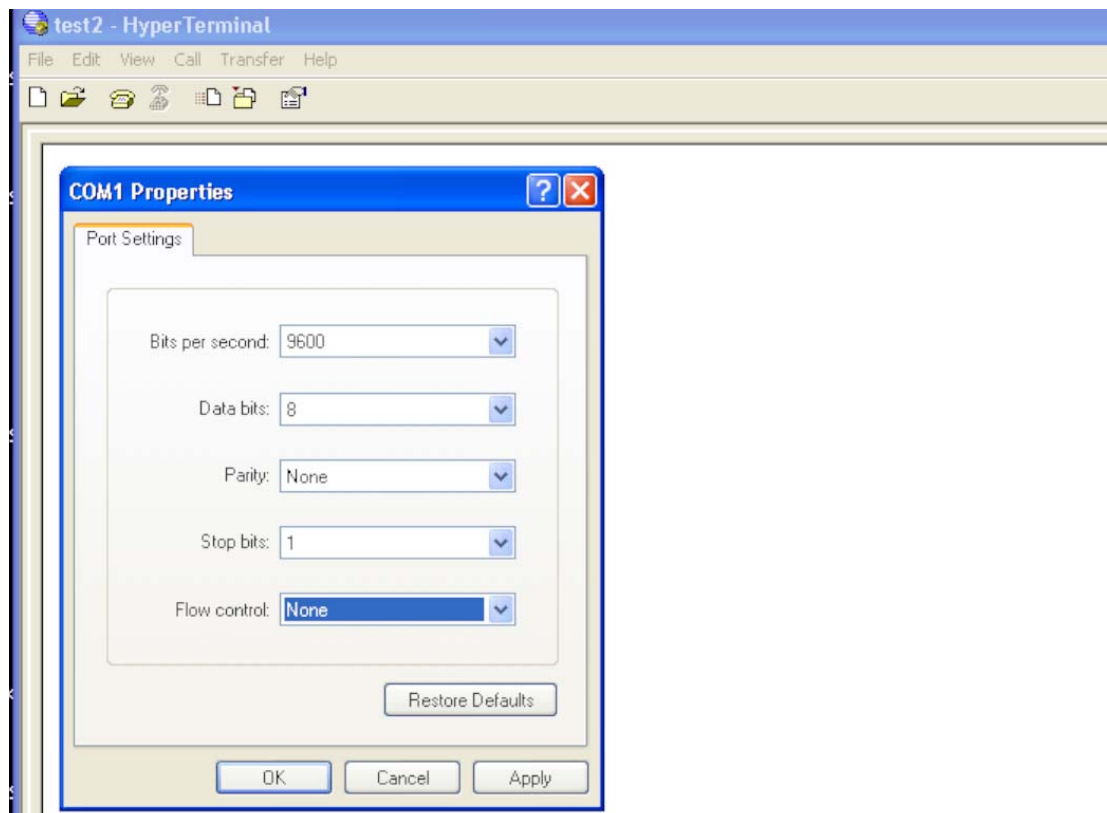 test2 - HyperTerminal
File Edit View Call Transfer Help
COM1 Properties
Port Settings
Bits per second: 9600
Data bits: 8
Parity: None
Stop bits: 1
Flow control: None
Restore Defaults
OK Cancel Apply